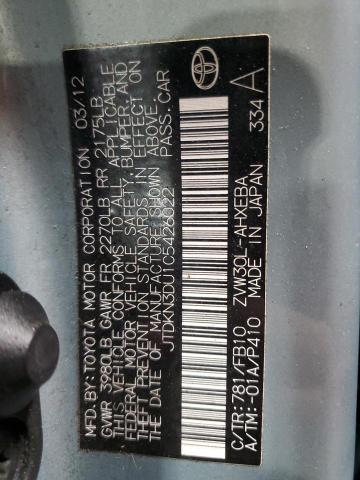 MFD.BY:TOYOTA MOTOR CORPORATION 03/12
GVWR 3980LB GAWR FR 2270LB RR 2175LB
THIS VEHICLE CONFORMS TO ALL APPLICABLE
FEDERAL MOTOR VEHICLE SAFETY, BUMPER, AND
THEFT PREVENTION STANDARDS IN EFFECT ON
THE DATE OF MANUFACTURE SHOWN ABOVE.
PASS.CAR
C/TR:781/FB10 ZVW30L-AHXEBA
A/TM:-01A/P410 MADE IN JAPAN 334 A